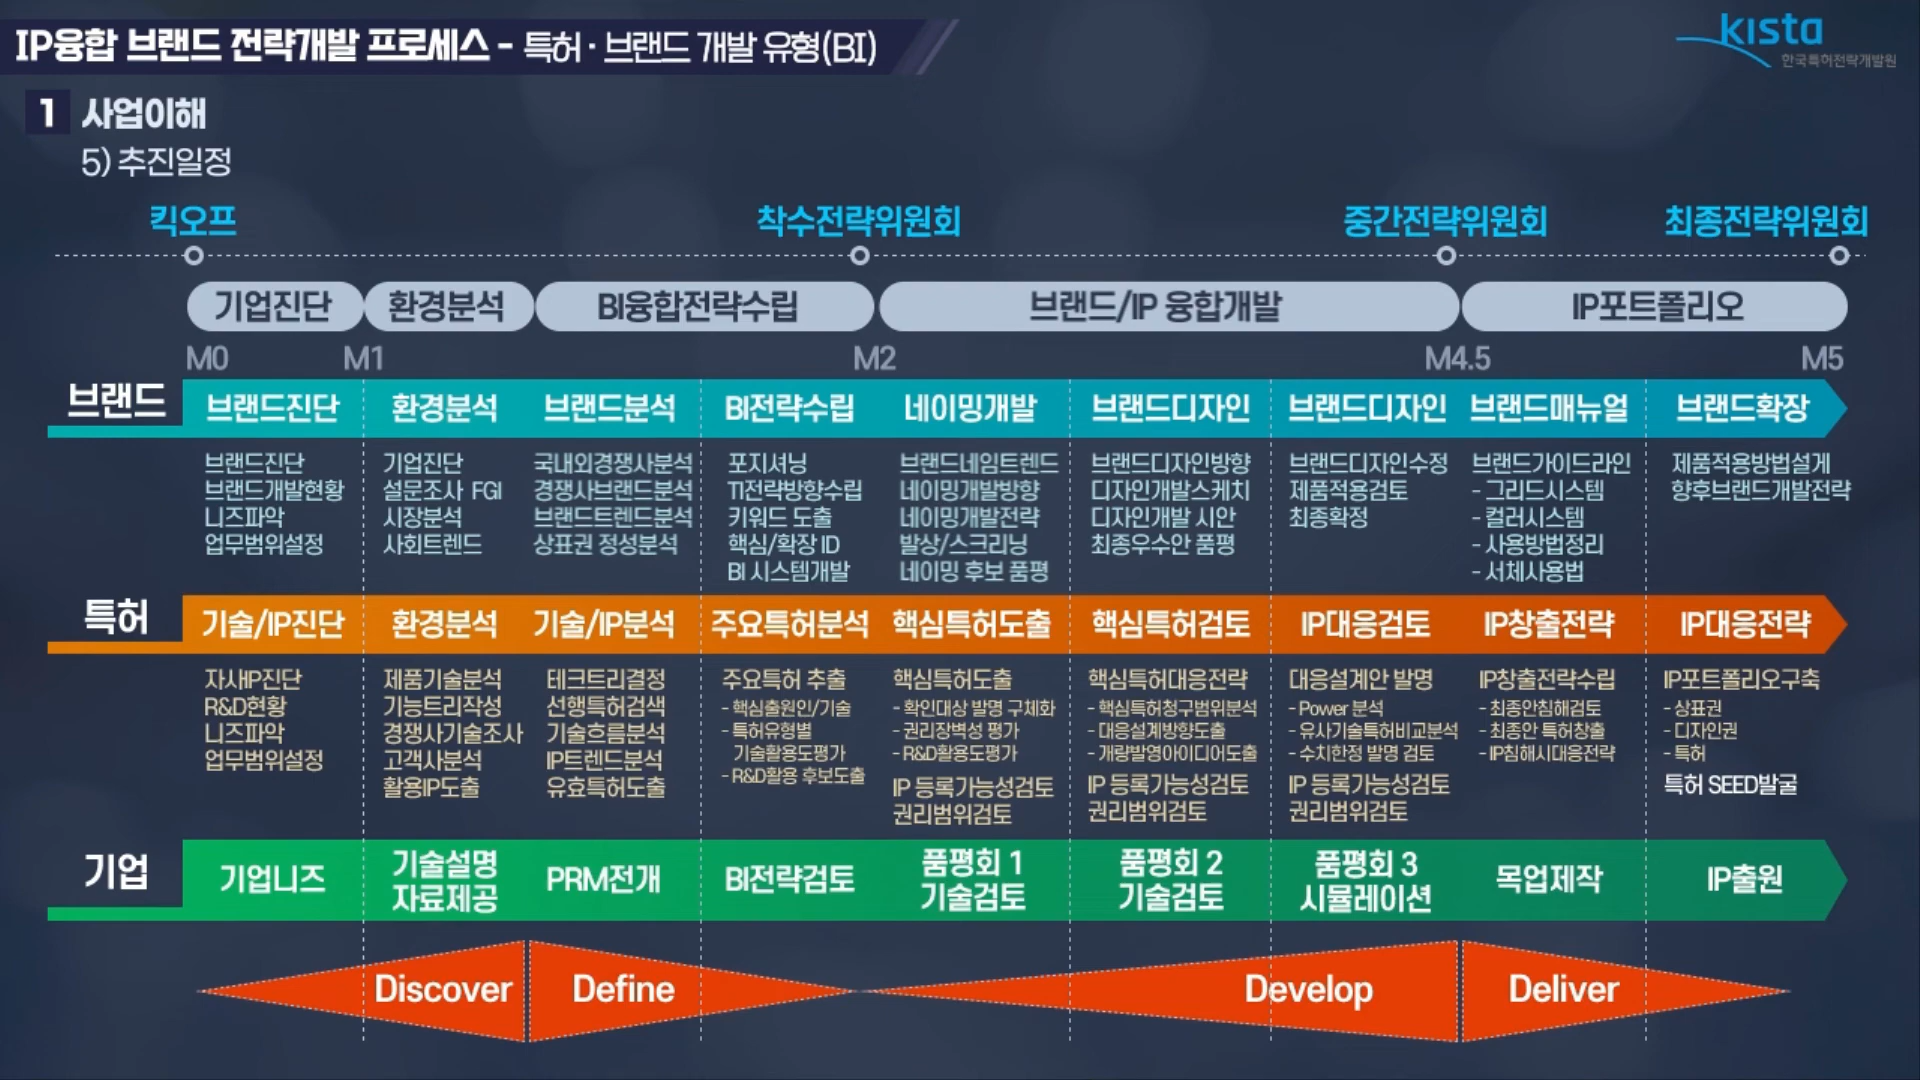 IP융합 브랜드 전략개발 프로세스 - 특허 · 브랜드 개발 유형(BI)
kista
한국특허전략개발원
1 사업이해
5) 추진일정
킥오프 착수전략위원회 중간전략위원회 최종전략위원회
기업진단 환경분석 BI융합전략수립 브랜드/IP 융합개발 IP포트폴리오
M0 M1 M2 M4.5 M5
브랜드 브랜드진단 환경분석 브랜드분석 BI전략수립 네이밍개발 브랜드디자인 브랜드디자인 브랜드매뉴얼 브랜드확장
브랜드진단 기업진단 국내외경쟁사분석 포지셔닝 브랜드네임트렌드 브랜드디자인방향 브랜드디자인수정 브랜드가이드라인 제품적용방법설계
브랜드개발현황 설문조사 FGI 경쟁사브랜드분석 TI전략방향수립 네이밍개발방향 디자인개발스케치 제품적용검토 - 그리드시스템 향후브랜드개발전략
니즈파악 시장분석 브랜드트렌드분석 키워드 도출 네이밍개발전략 디자인개발 시안 최종확정 - 컬러시스템
업무범위설정 사회트렌드 상표권 정성분석 핵심/확장 ID 발상/스크리닝 최종우수안 품평 - 사용방법정리
BI 시스템개발 네이밍 후보 품평 - 서체사용법
특허 기술/IP진단 환경분석 기술/IP분석 주요특허분석 핵심특허도출 핵심특허검토 IP대응검토 IP창출전략 IP대응전략
자사IP진단 제품기술분석 테크트리결정 주요특허 추출 핵심특허도출 핵심특허대응전략 대응설계안 발명 IP창출전략수립 IP포트폴리오구축
R&D현황 기능트리작성 선행특허검색 - 핵심출원인/기술 - 확인대상 발명 구체화 - 핵심특허청구범위분석 - Power 분석 - 최종안침해검토 - 상표권
니즈파악 경쟁사기술조사 기술흐름분석 - 특허유형별 - 권리장벽성 평가 - 대응설계방향도출 - 유사기술특허비교분석 - 최종안 특허창출 - 디자인권
업무범위설정 고객사분석 IP트렌드분석 기술활용도평가 - R&D활용도평가 - 개량발영아이디어도출 - 수치한정 발명 검토 - IP침해시대응전략 - 특허
활용IP도출 유효특허도출 - R&D활용 후보도출 IP 등록가능성검토 IP 등록가능성검토 IP 등록가능성검토 특허 SEED발굴
권리범위검토 권리범위검토 권리범위검토
기업 기업니즈 기술설명 PRM전개 BI전략검토 품평회 1 품평회 2 품평회 3 목업제작 IP출원
자료제공 기술검토 기술검토 시뮬레이션
Discover Define Develop Deliver